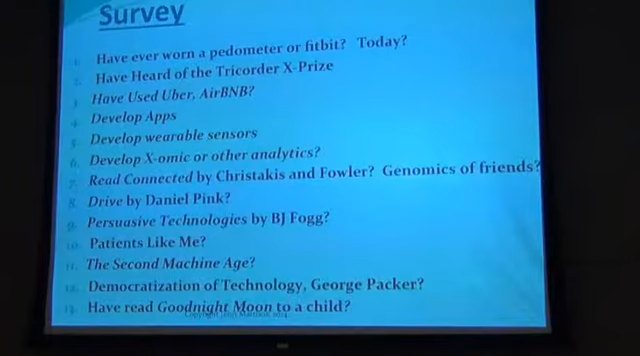 Survey
1. Have ever worn a pedometer or fitbit? Today?
2. Have Heard of the Tricorder X-Prize
3. Have Used Uber, AirBNB?
4. Develop Apps
5. Develop wearable sensors
6. Develop X-omic or other analytics?
7. Read Connected by Christakis and Fowler? Genomics of friends?
8. Drive by Daniel Pink?
9. Persuasive Technologies by BJ Fogg?
10. Patients Like Me?
11. The Second Machine Age?
12. Democratization of Technology, George Packer?
13. Have read Goodnight Moon to a child?
Copyright 2014